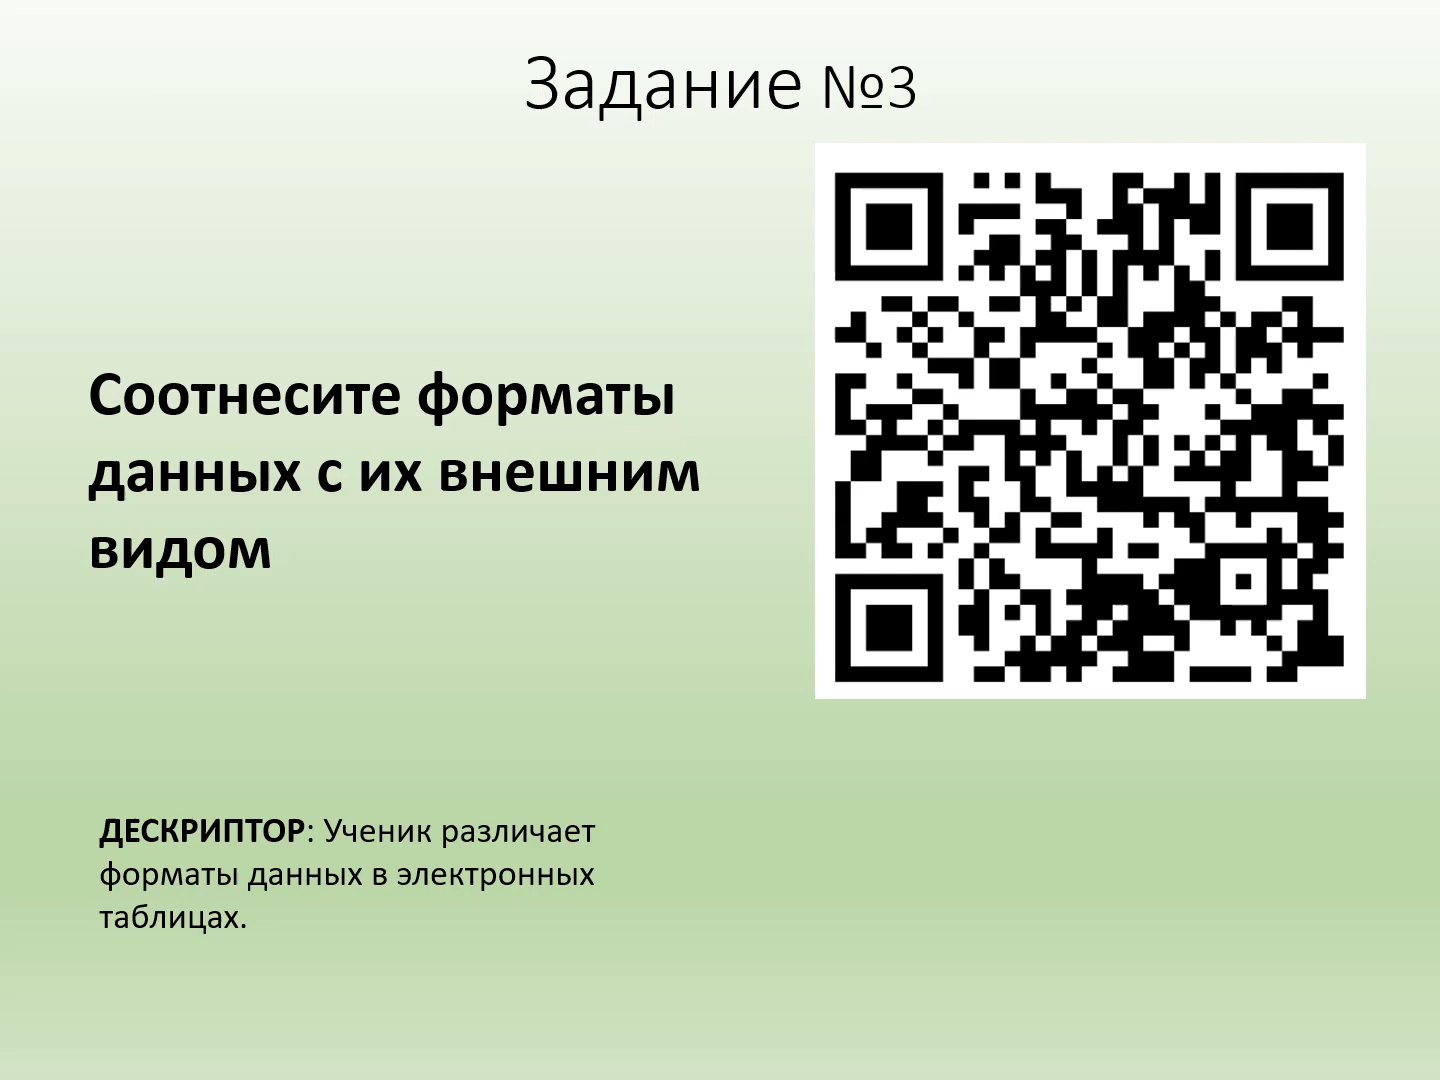 Задание №3
Соотнесите форматы
данных с их внешним
видом
ДЕСКРИПТОР: Ученик различает
форматы данных в электронных
таблицах.